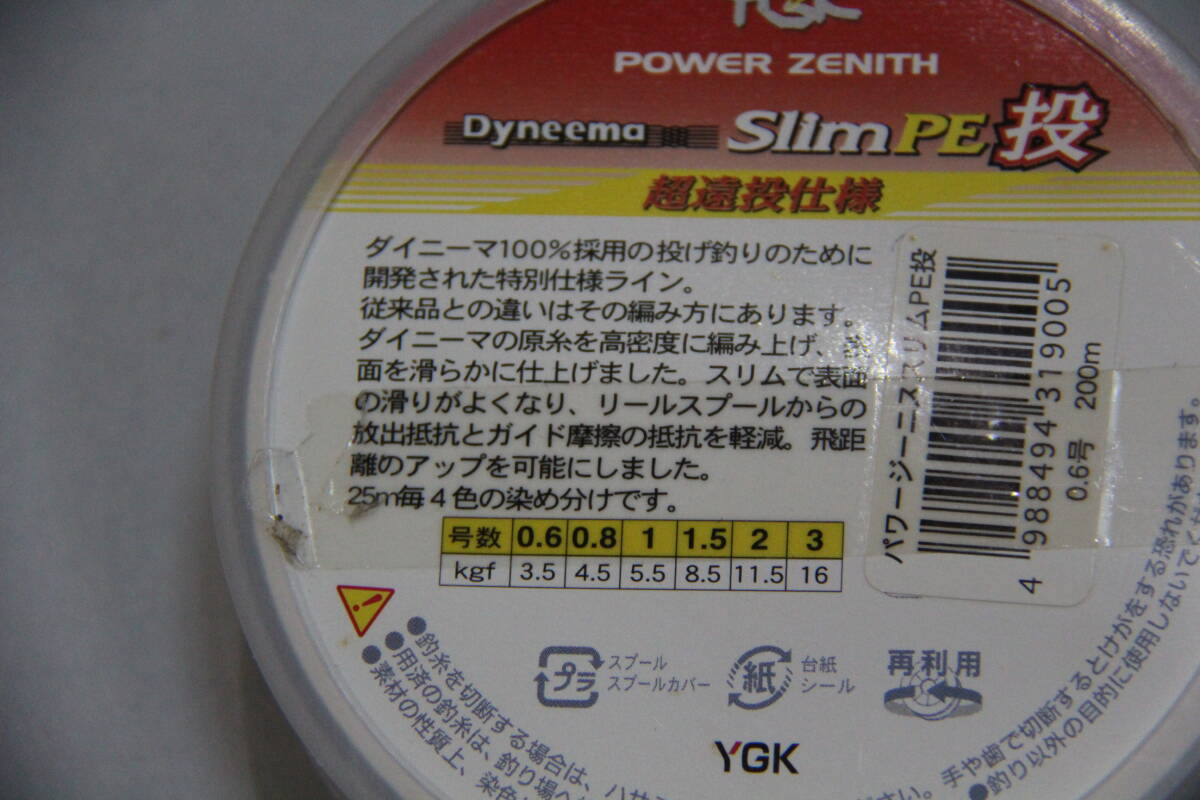 YGK
POWER ZENITH
Dyneema Slim PE 投
超遠投仕様
ダイニーマ100%採用の投げ釣りのために
開発された特別仕様ライン。
従来品との違いはその編み方にあります。
ダイニーマの原糸を高密度に編み上げ、
面を滑らかに仕上げました。スリムで表面
の滑りがよくなり、リールスプールからの
放出抵抗とガイド摩擦の抵抗を軽減。飛距
離のアップを可能にしました。
25m毎4色の染め分けです。
号数 0.6 0.8 1 1.5 2 3
kgf 3.5 4.5 5.5 8.5 11.5 16
パワージーニススリムPE投
4 988494 319005
0.6号 200m
●釣糸を切断する場合は、ハサ
●用済の釣糸は、釣り場へ
●素材の性質上、染色
プラ
スプール
スプールカバー
紙
台紙
シール
再利用
YGK
さい。手や歯で切断するとけがをする恐れがあります。
●釣り以外の目的に使用しないでく